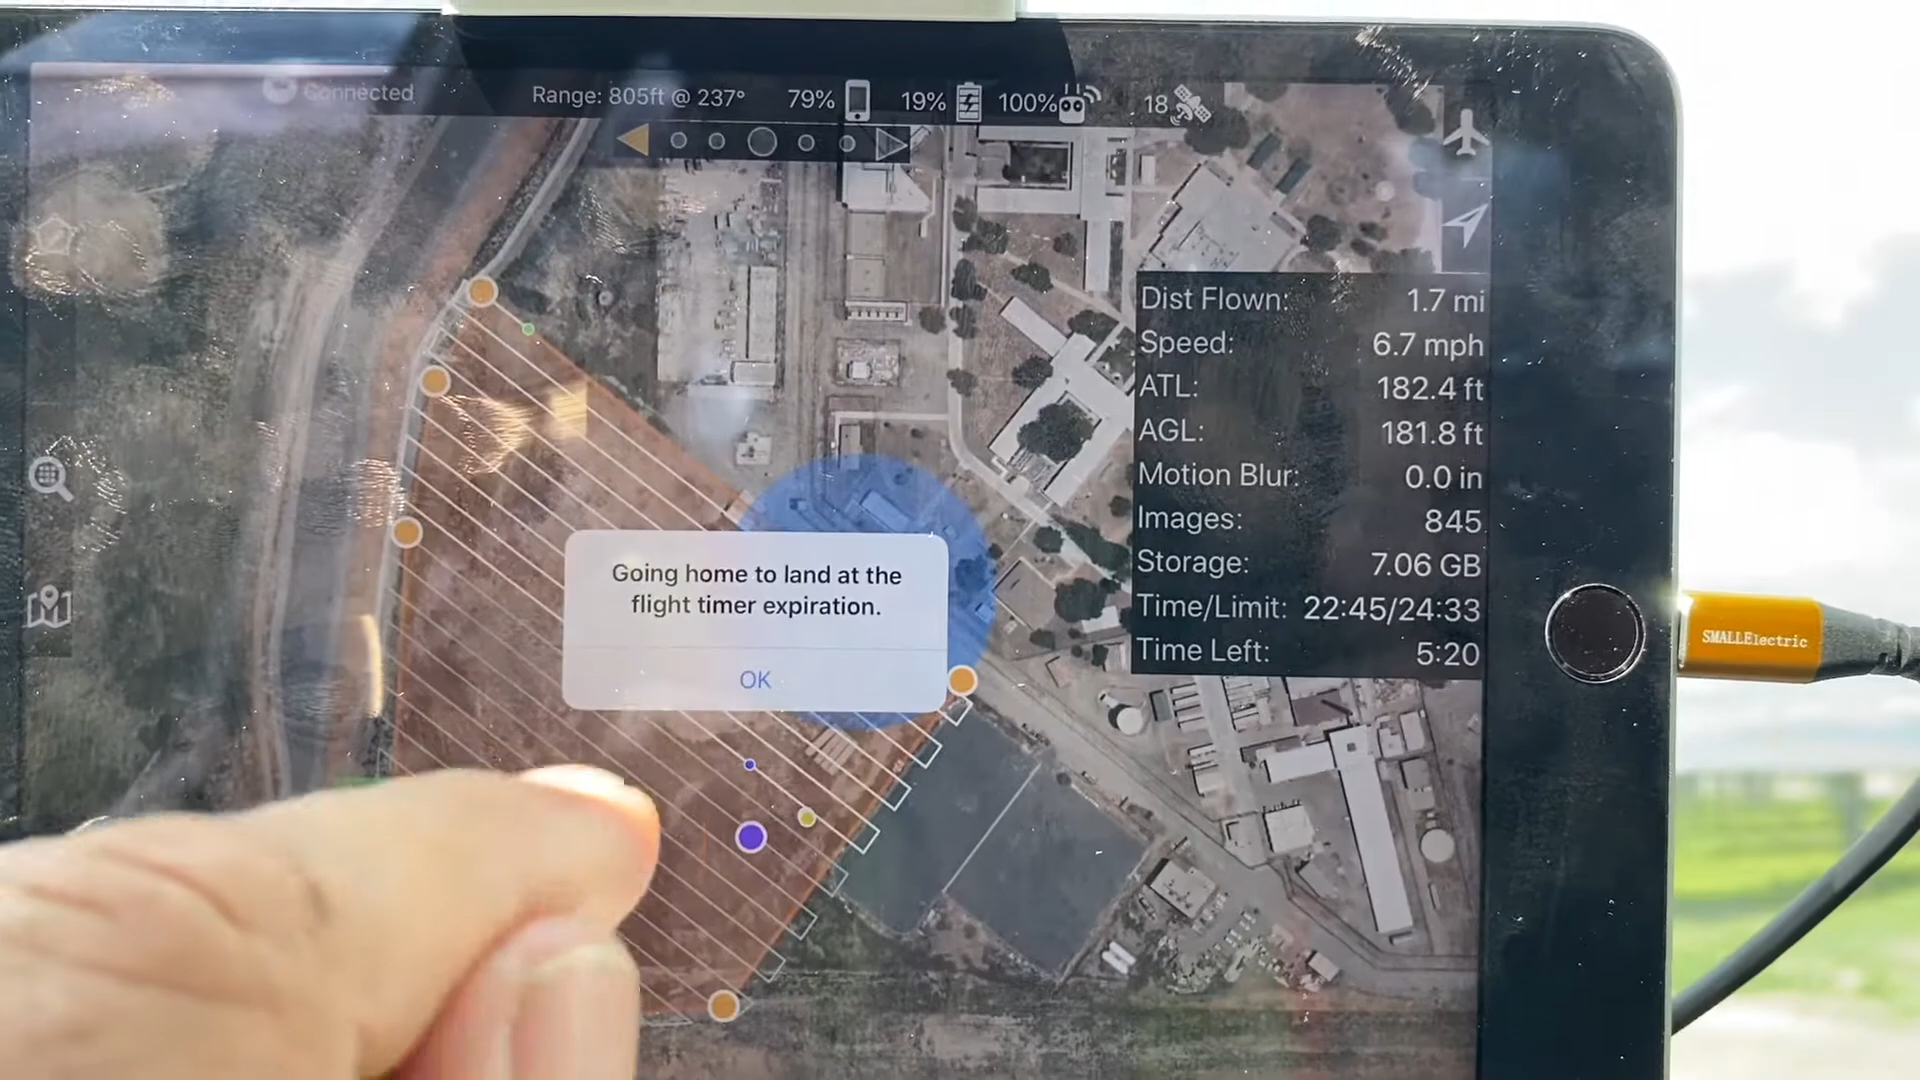 Connected
Range: 805ft @ 237° 79% 19% 100% 18
Dist Flown: 1.7 mi
Speed: 6.7 mph
ATL: 182.4 ft
AGL: 181.8 ft
Motion Blur: 0.0 in
Images: 845
Storage: 7.06 GB
Time/Limit: 22:45/24:33
Time Left: 5:20
Going home to land at the
flight timer expiration.
OK
SMALLElectric